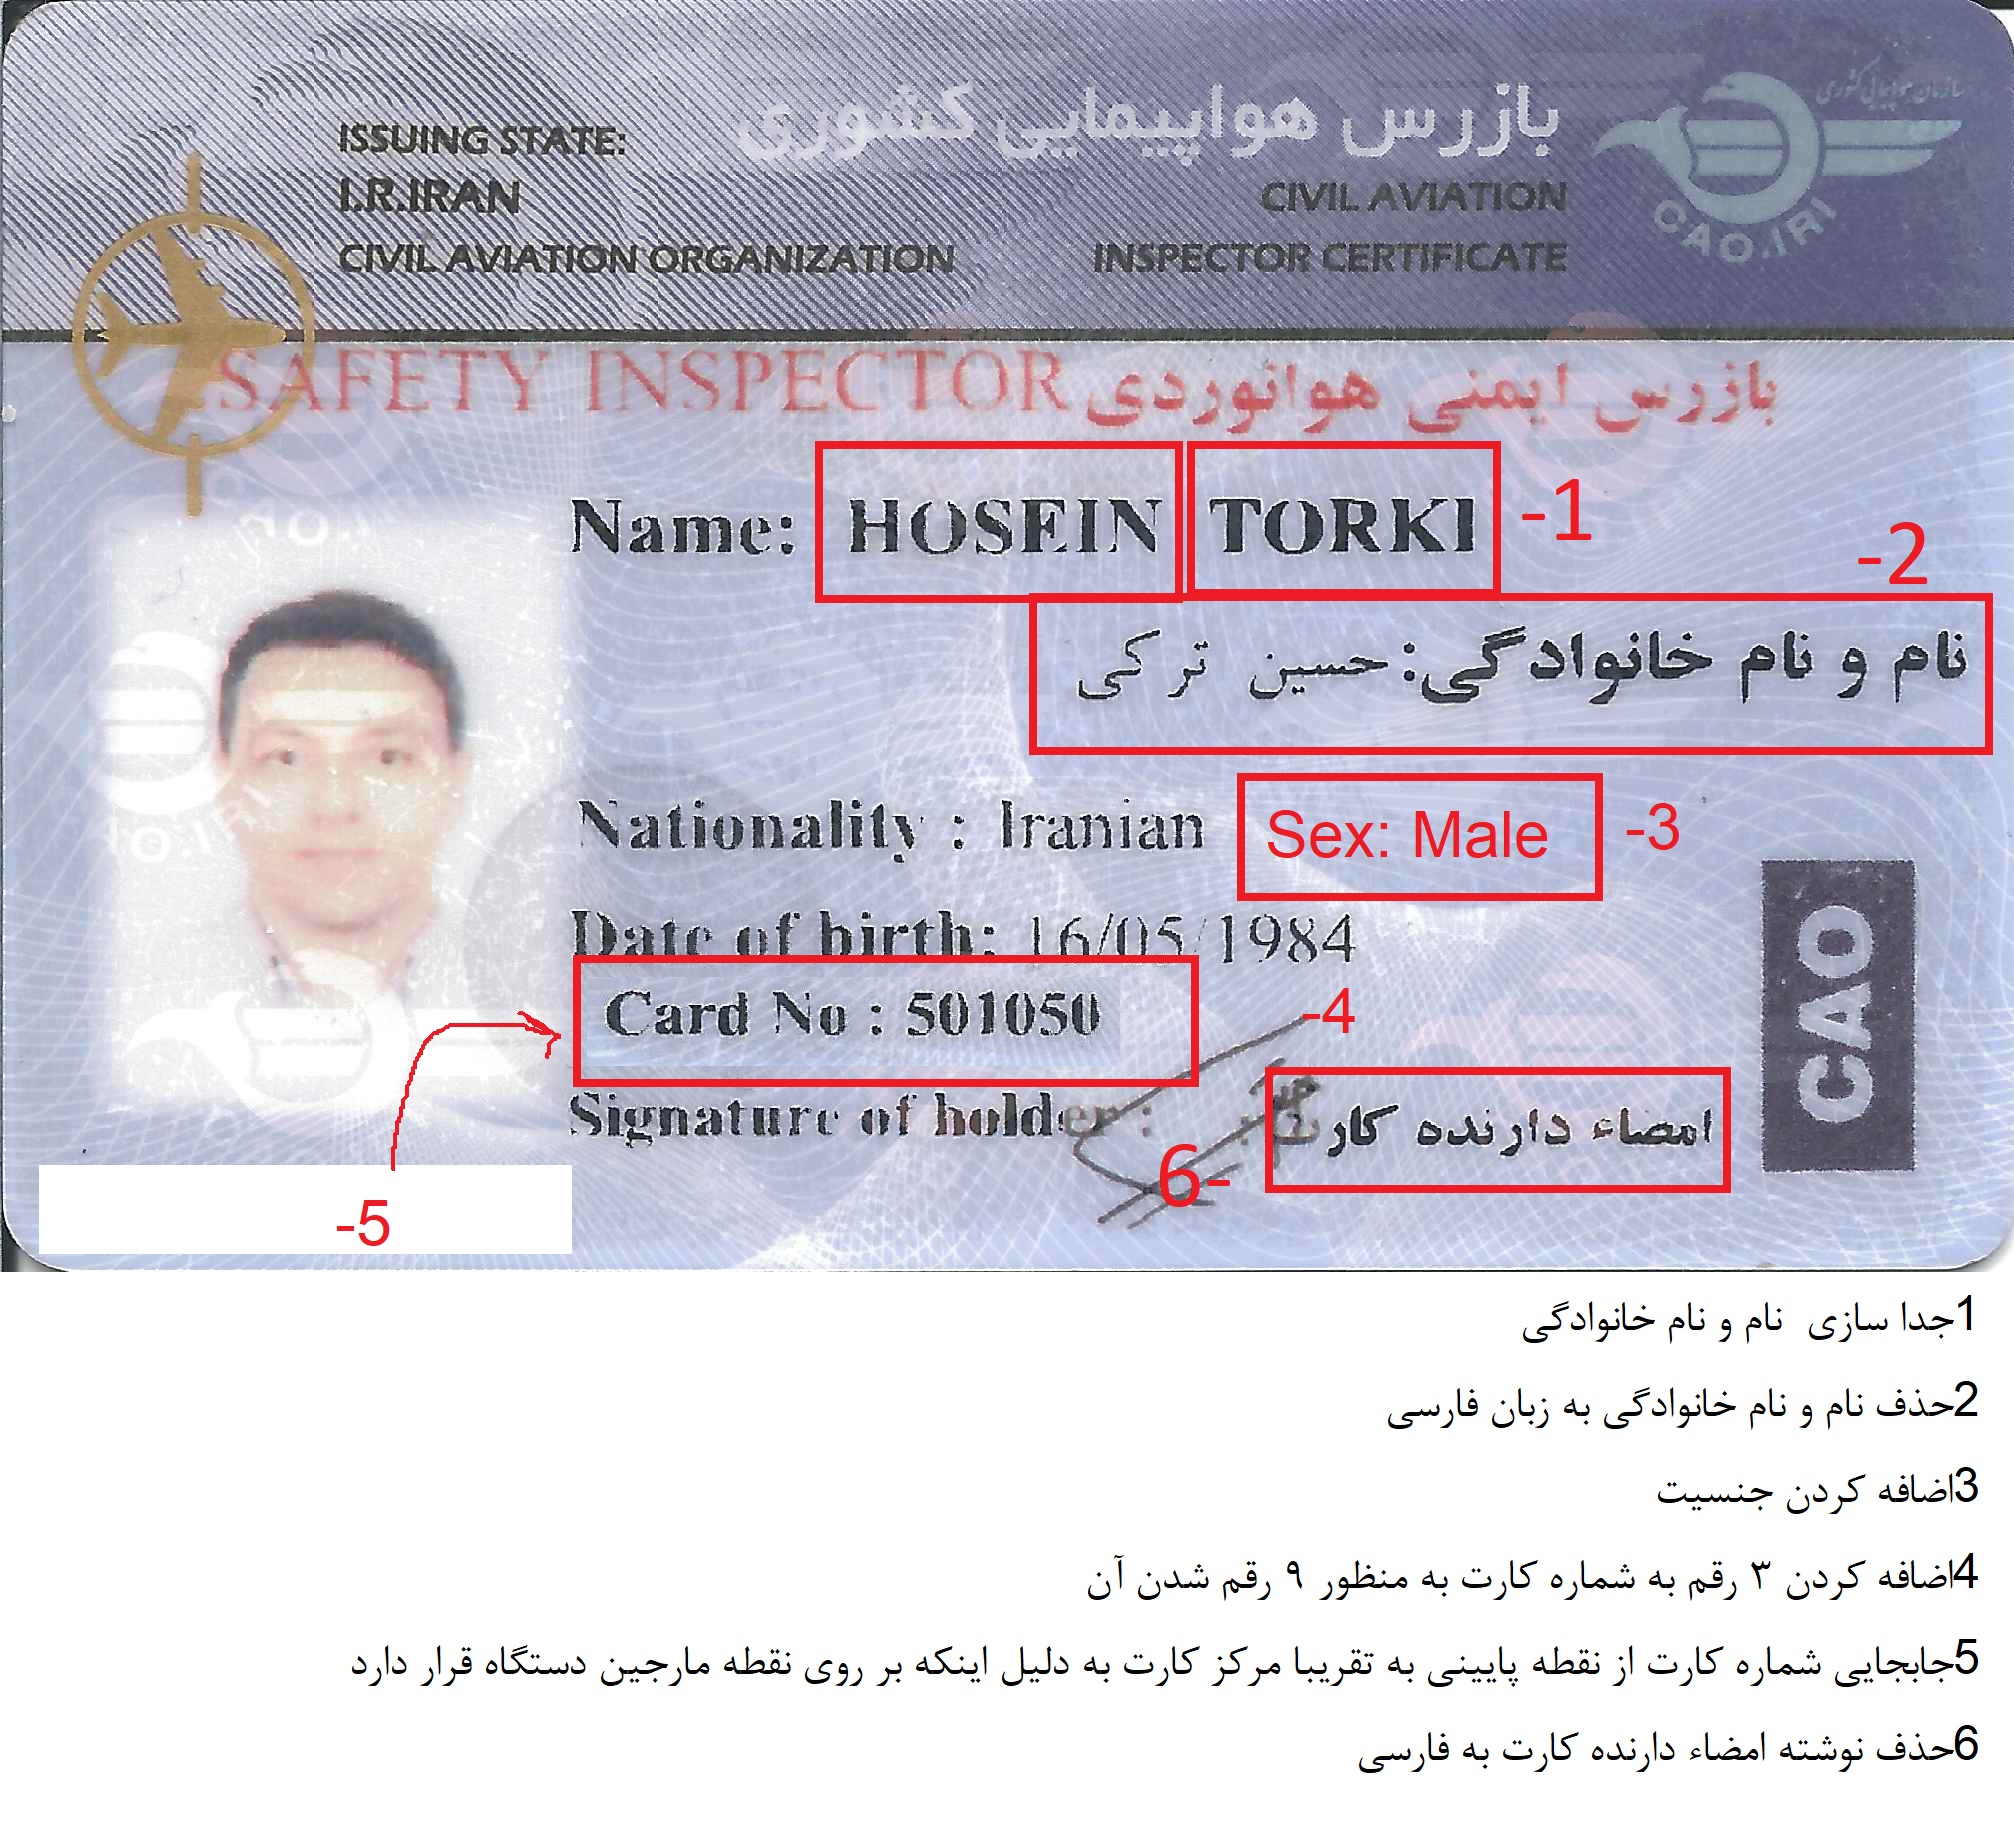 سازمان هواپیمایی کشوری
بازرس هواپیمایی کشوری
ISSUING STATE:
I.R.IRAN
CIVIL AVIATION
CIVIL AVIATION ORGANIZATION
INSPECTOR CERTIFICATE
CAO.IRI
SAFETY INSPECTOR بازرس ایمنی هوانوردی
Name: HOSEIN TORKI -1
-2
نام و نام خانوادگی: حسین ترکی
Nationality : Iranian Sex: Male -3
Date of birth: 16/05/1984
Card No : 501050 -4
CAO
Signature of holder : امضاء دارنده کارت
6-
-5
1جدا سازی نام و نام خانوادگی
2حذف نام و نام خانوادگی به زبان فارسی
3اضافه کردن جنسیت
4اضافه کردن ۳ رقم به شماره کارت به منظور ۹ رقم شدن آن
5جابجایی شماره کارت از نقطه پایینی به تقریبا مرکز کارت به دلیل اینکه بر روی نقطه مارجین دستگاه قرار دارد
6حذف نوشته امضاء دارنده کارت به فارسی